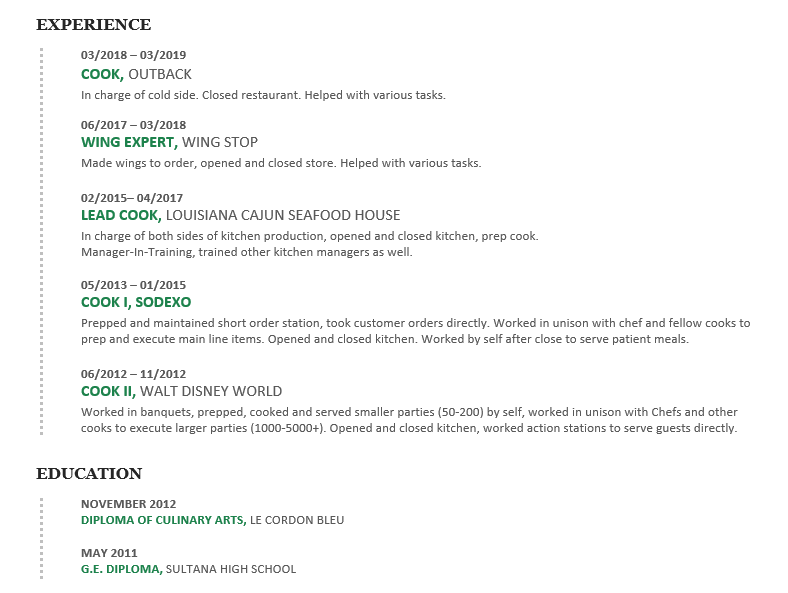 EXPERIENCE
03/2018 – 03/2019
COOK, OUTBACK
In charge of cold side. Closed restaurant. Helped with various tasks.
06/2017 – 03/2018
WING EXPERT, WING STOP
Made wings to order, opened and closed store. Helped with various tasks.
02/2015– 04/2017
LEAD COOK, LOUISIANA CAJUN SEAFOOD HOUSE
In charge of both sides of kitchen production, opened and closed kitchen, prep cook.
Manager-In-Training, trained other kitchen managers as well.
05/2013 – 01/2015
COOK I, SODEXO
Prepped and maintained short order station, took customer orders directly. Worked in unison with chef and fellow cooks to
prep and execute main line items. Opened and closed kitchen. Worked by self after close to serve patient meals.
06/2012 – 11/2012
COOK II, WALT DISNEY WORLD
Worked in banquets, prepped, cooked and served smaller parties (50-200) by self, worked in unison with Chefs and other
cooks to execute larger parties (1000-5000+). Opened and closed kitchen, worked action stations to serve guests directly.
EDUCATION
NOVEMBER 2012
DIPLOMA OF CULINARY ARTS, LE CORDON BLEU
MAY 2011
G.E. DIPLOMA, SULTANA HIGH SCHOOL